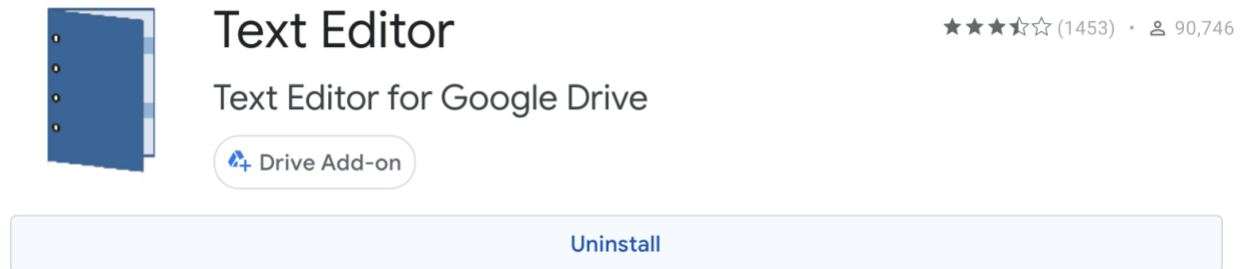 Text Editor
(1453) · 90,746
Text Editor for Google Drive
Drive Add-on
Uninstall